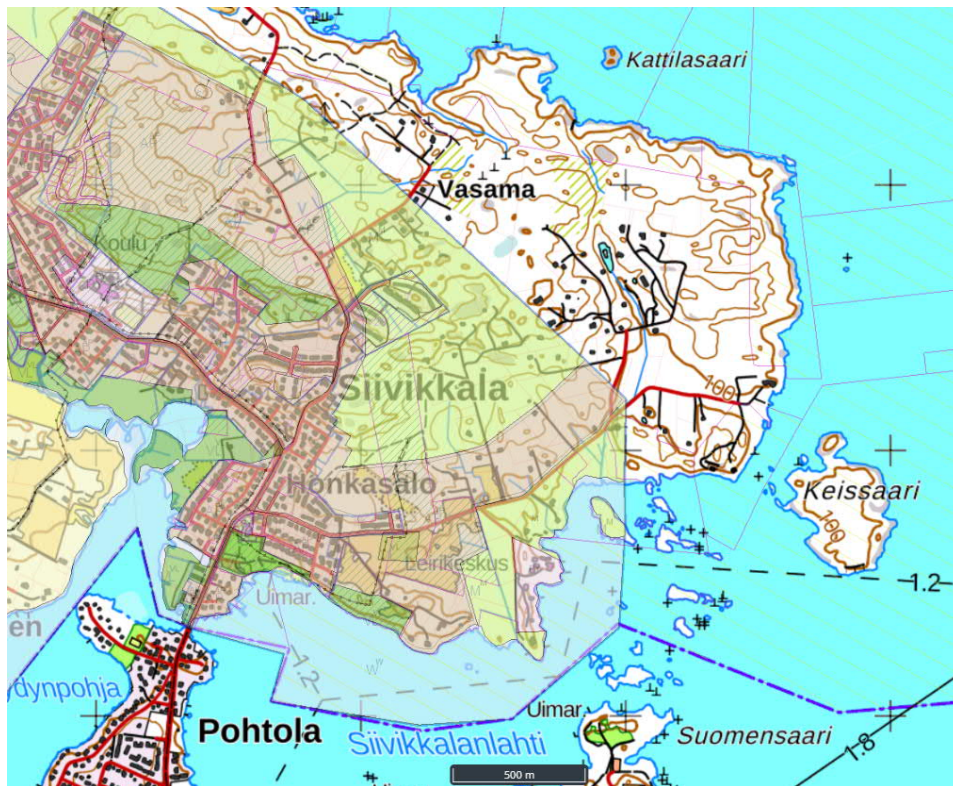 Kattilasaari
Vasama
Koulu
Siivikkala
100
Honkasalo
Keissaari
100
Leirikeskus
Uimar.
1.2
en
1.2
dynpohja
Uimar.
Pohtola
Siivikkalanlahti
Suomensaari
1.8
500 m